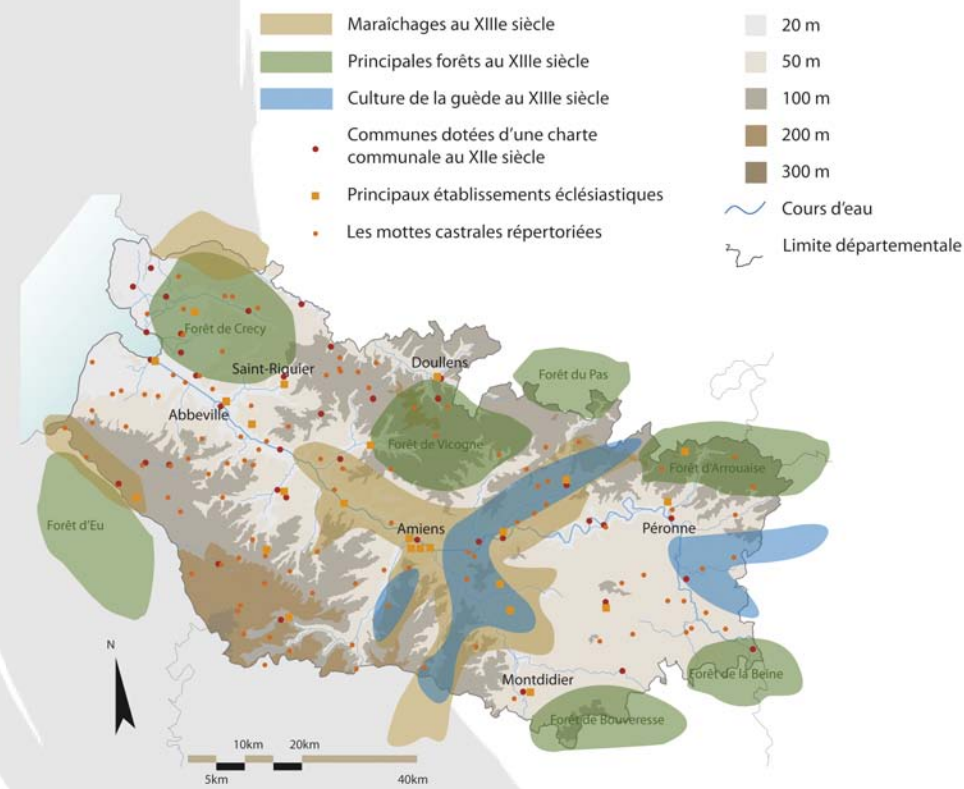 Maraîchages au XIIIe siècle
Principales forêts au XIIIe siècle
Culture de la guède au XIIIe siècle
Communes dotées d'une charte
communale au XIIe siècle
Principaux établissements éclésiastiques
Les mottes castrales répertoriées
20 m
50 m
100 m
200 m
300 m
Cours d'eau
Limite départementale
Forêt de Crecy
Saint-Riquier
Doullens
Forêt du Pas
Abbeville
Forêt de Vicogne
Forêt d'Arrouaise
Forêt d'Eu
Amiens
Péronne
Montdidier
Forêt de la Beine
Forêt de Bouveresse
N
10km
20km
5km
40km